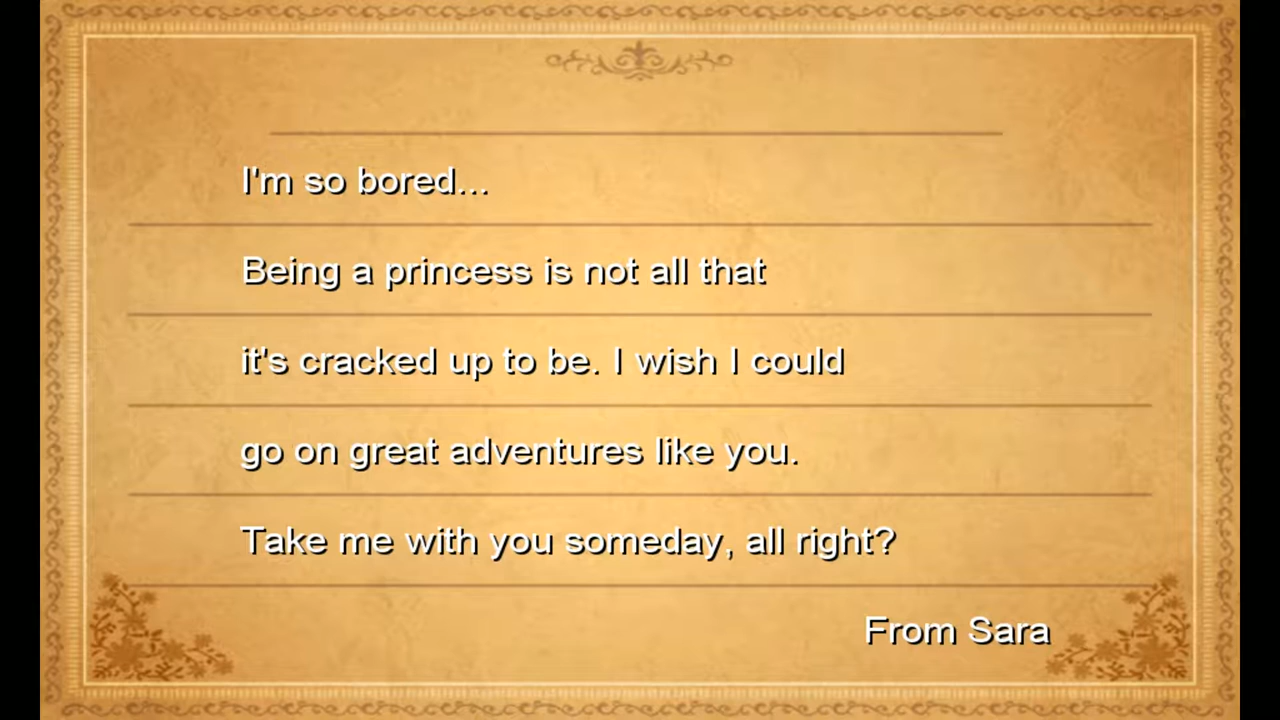 I'm so bored...
Being a princess is not all that
it's cracked up to be. I wish I could
go on great adventures like you.
Take me with you someday, all right?
From Sara